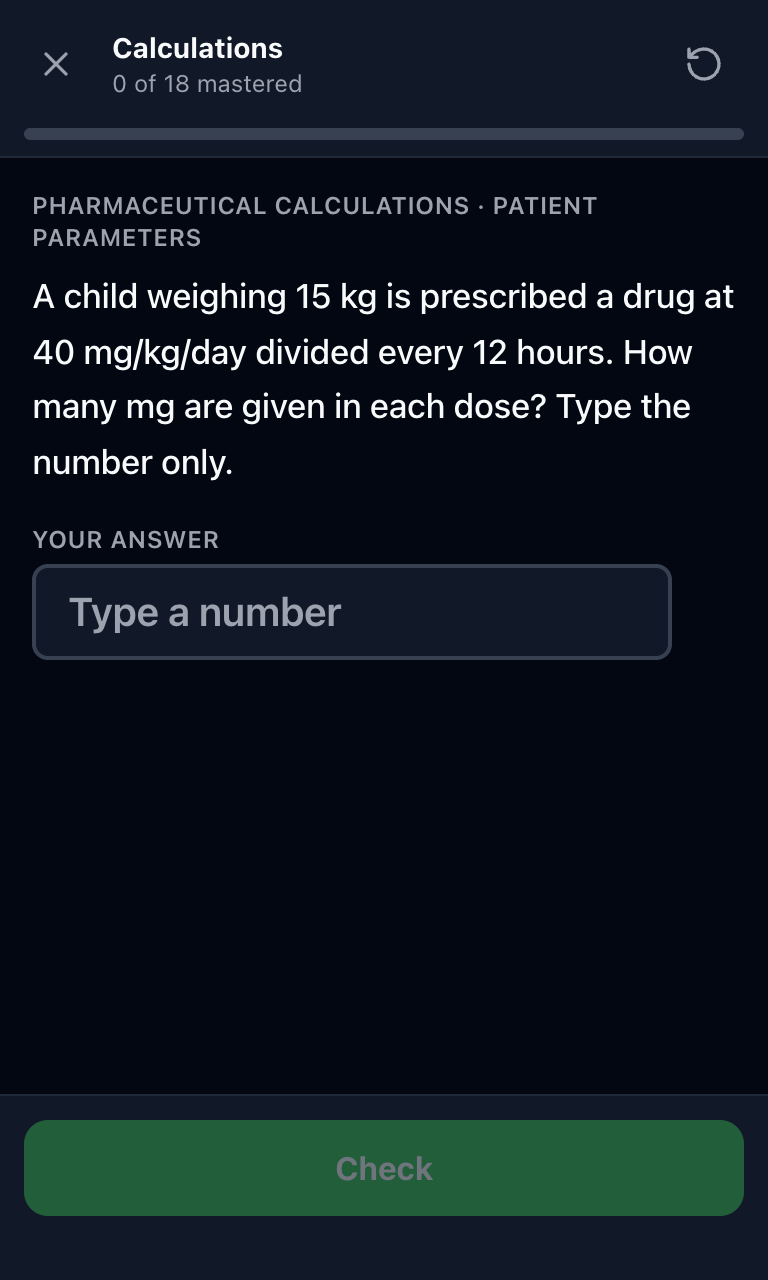 Calculations
0 of 18 mastered
PHARMACEUTICAL CALCULATIONS · PATIENT
PARAMETERS
A child weighing 15 kg is prescribed a drug at
40 mg/kg/day divided every 12 hours. How
many mg are given in each dose? Type the
number only.
YOUR ANSWER
Type a number
Check